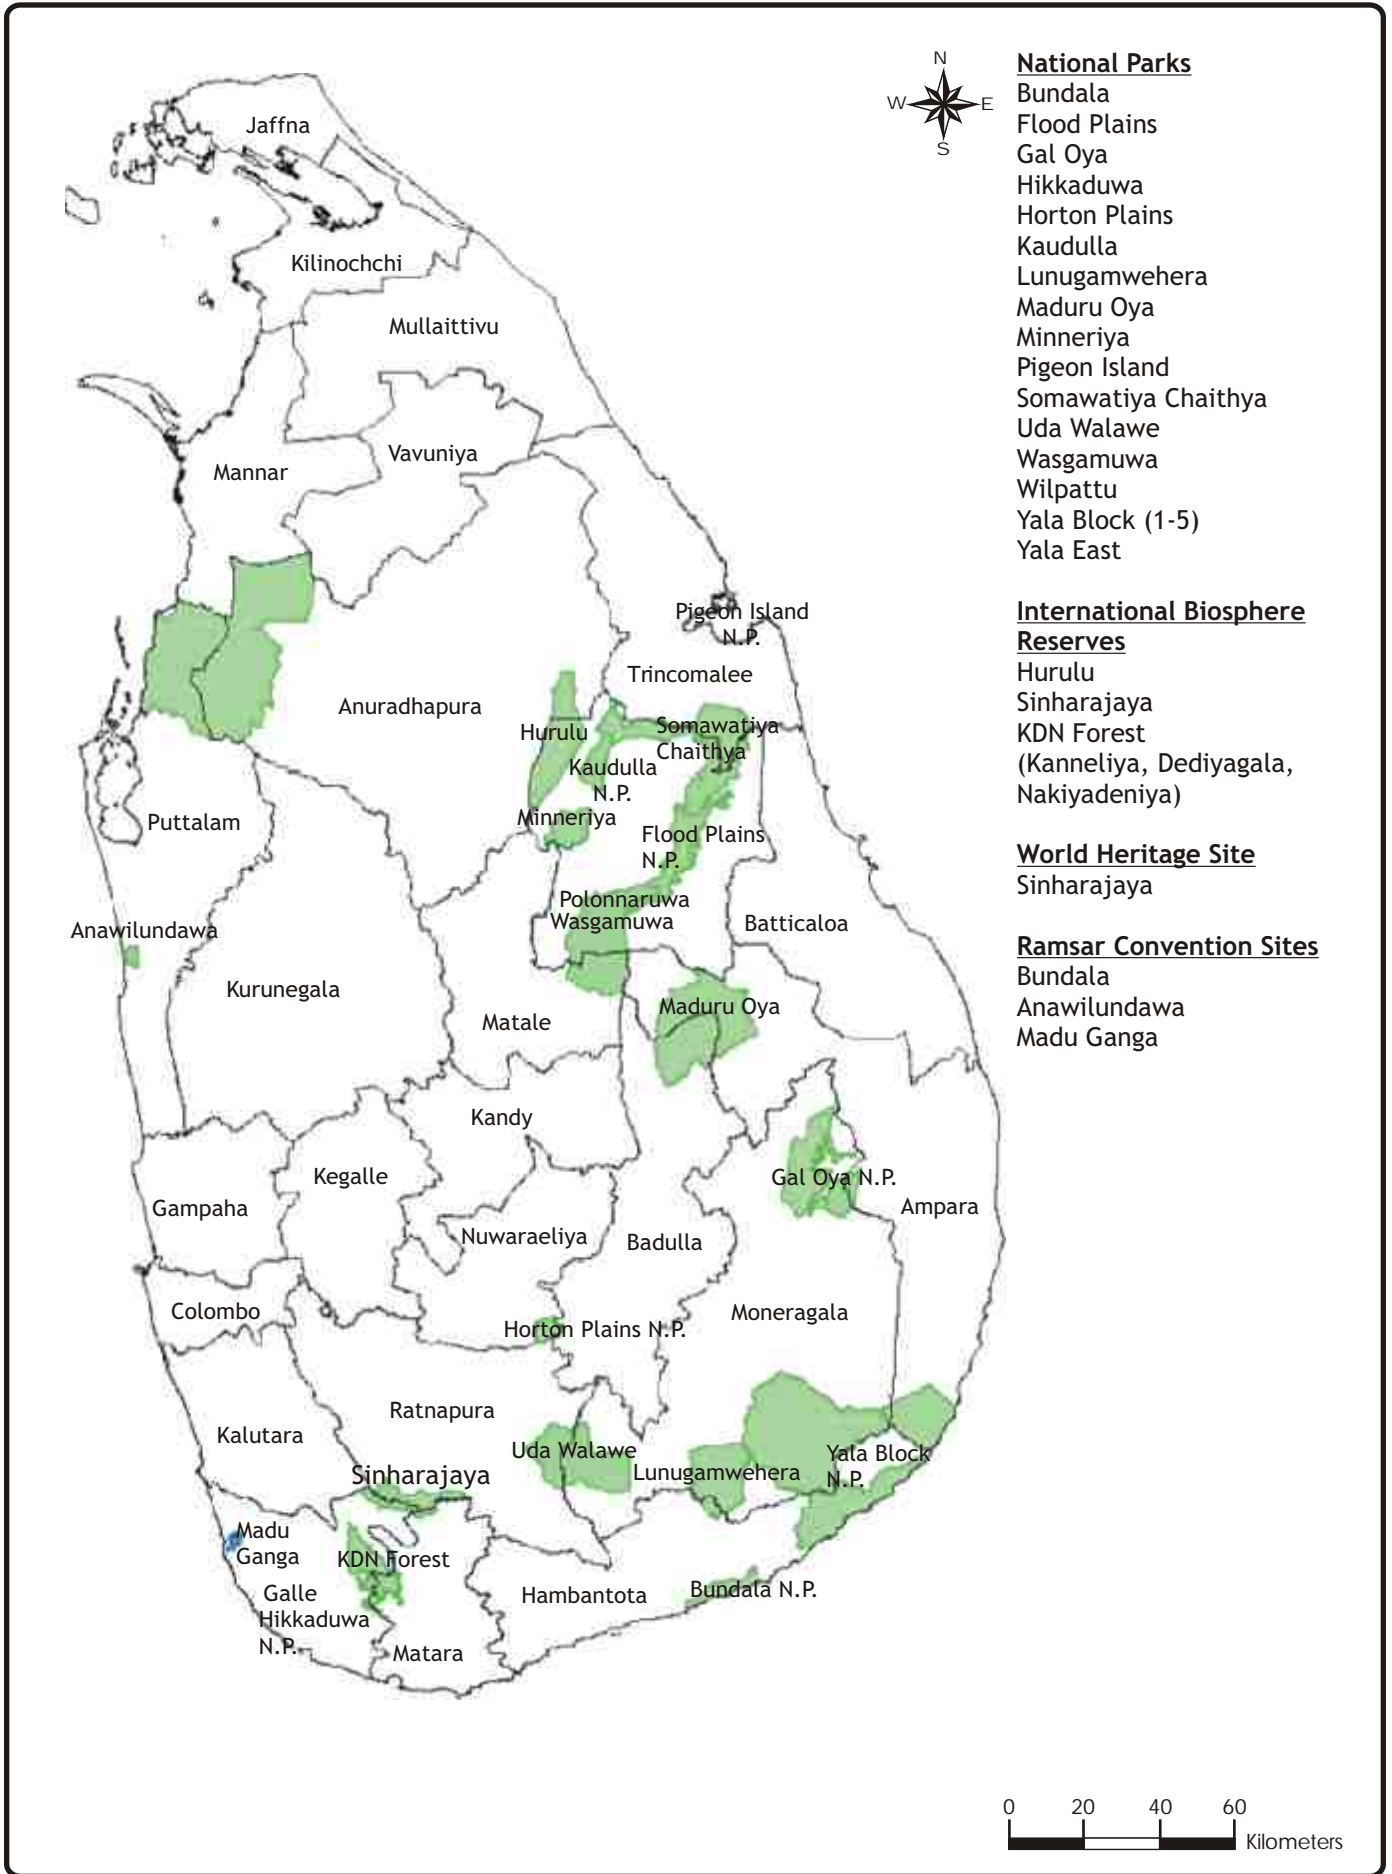 N
W E
S
National Parks
Bundala
Flood Plains
Gal Oya
Hikkaduwa
Horton Plains
Kaudulla
Lunugamwehera
Maduru Oya
Minneriya
Pigeon Island
Somawatiya Chaithya
Uda Walawe
Wasgamuwa
Wilpattu
Yala Block (1-5)
Yala East
International Biosphere
Reserves
Hurulu
Sinharajaya
KDN Forest
(Kanneliya, Dediyagala,
Nakiyadeniya)
World Heritage Site
Sinharajaya
Ramsar Convention Sites
Bundala
Anawilundawa
Madu Ganga
Jaffna
Kilinochchi
Mullaittivu
Vavuniya
Mannar
Pigeon Island
N.P.
Trincomalee
Anuradhapura
Hurulu
Somawatiya
Chaithya
Kaudulla
N.P.
Minneriya
Puttalam
Flood Plains
N.P.
Polonnaruwa
Wasgamuwa
Batticaloa
Anawilundawa
Kurunegala
Matale
Maduru Oya
Kandy
Kegalle
Gal Oya N.P.
Gampaha
Ampara
Nuwaraeliya
Badulla
Colombo
Moneragala
Horton Plains N.P.
Ratnapura
Kalutara
Uda Walawe
Yala Block
N.P.
Lunugamwehera
Sinharajaya
Madu
Ganga
KDN Forest
Galle
Hikkaduwa
N.P.
Hambantota
Bundala N.P.
Matara
0 20 40 60
Kilometers